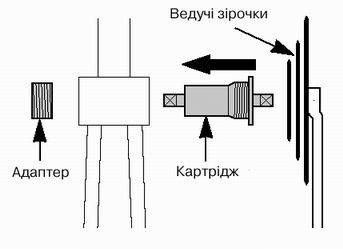 Ведучі зірочки
Адаптер
Картрідж